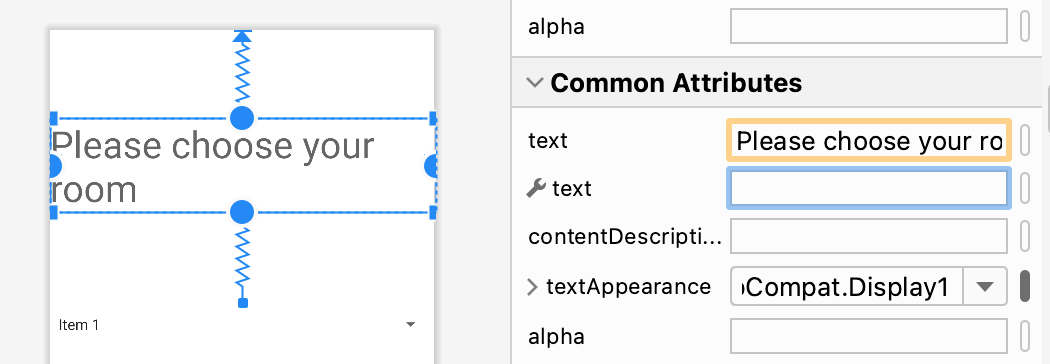 Please choose your
room
Item 1
alpha
Common Attributes
text Please choose your ro
text
contentDescripti...
textAppearance oCompat.Display1
alpha